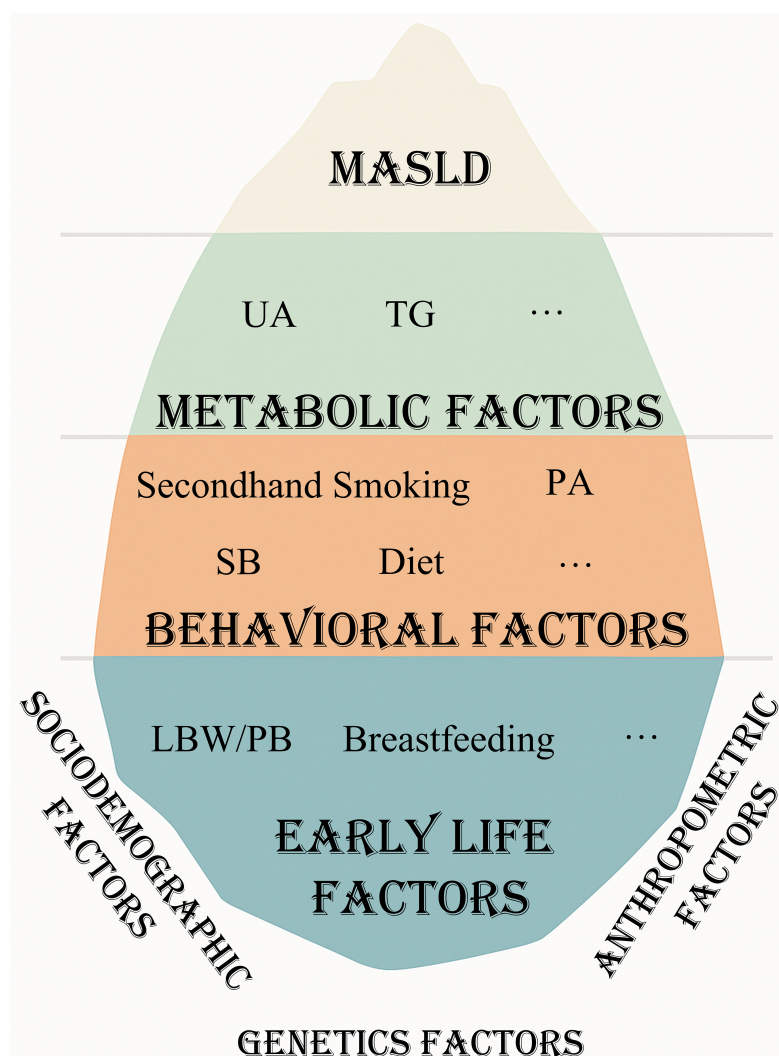 MASLD
UA TG ...
METABOLIC FACTORS
Secondhand Smoking PA
SB Diet ...
BEHAVIORAL FACTORS
LBW/PB Breastfeeding ...
EARLY LIFE
FACTORS
SOCIODEMOGRAPHIC
FACTORS
ANTHROPOMETRIC
FACTORS
GENETICS FACTORS